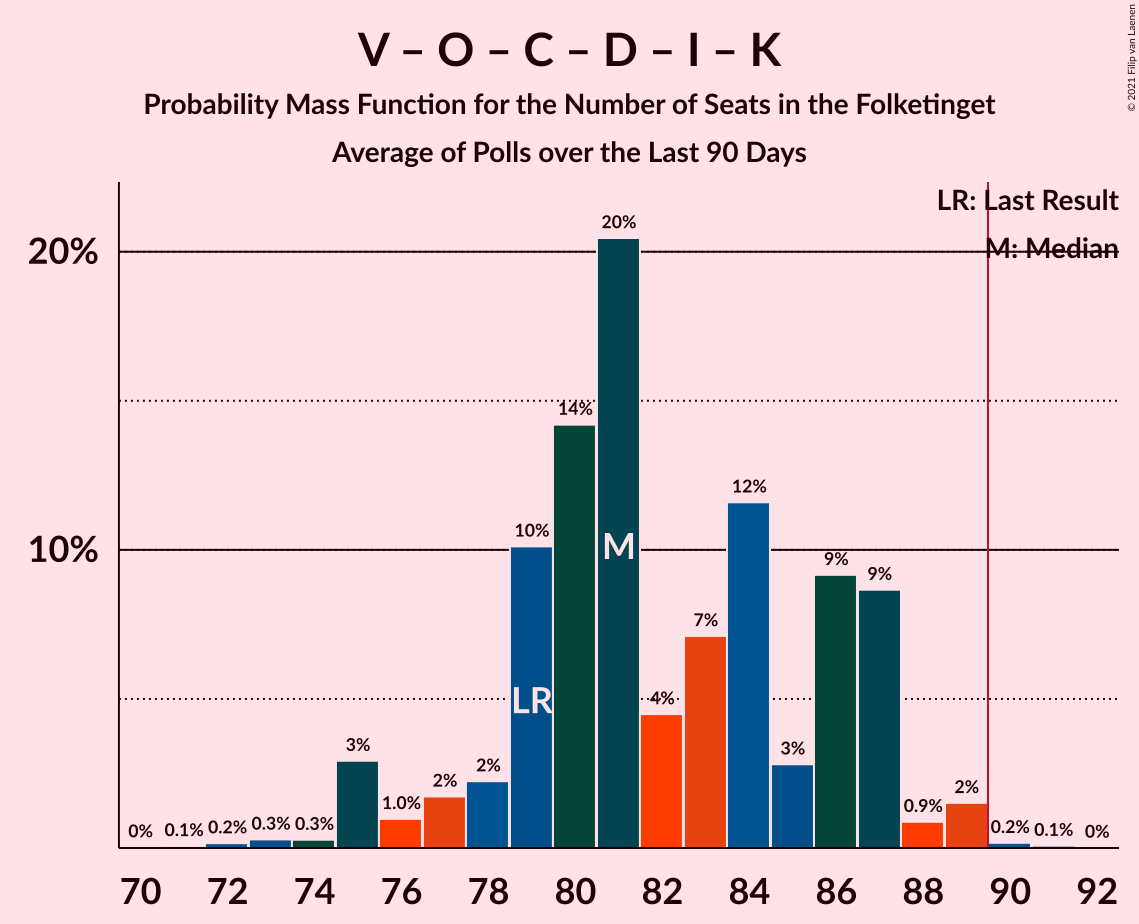 V – O – C – D – I – K
Probability Mass Function for the Number of Seats in the Folketinget
Average of Polls over the Last 90 Days
© 2021 Filip van Laenen
LR: Last Result
M: Median
20%
10%
0%
0.1%
0.2%
0.3%
0.3%
3%
1.0%
2%
2%
10%
14%
20%
4%
7%
12%
3%
9%
9%
0.9%
2%
0.2%
0.1%
0%
LR
M
70 72 74 76 78 80 82 84 86 88 90 92